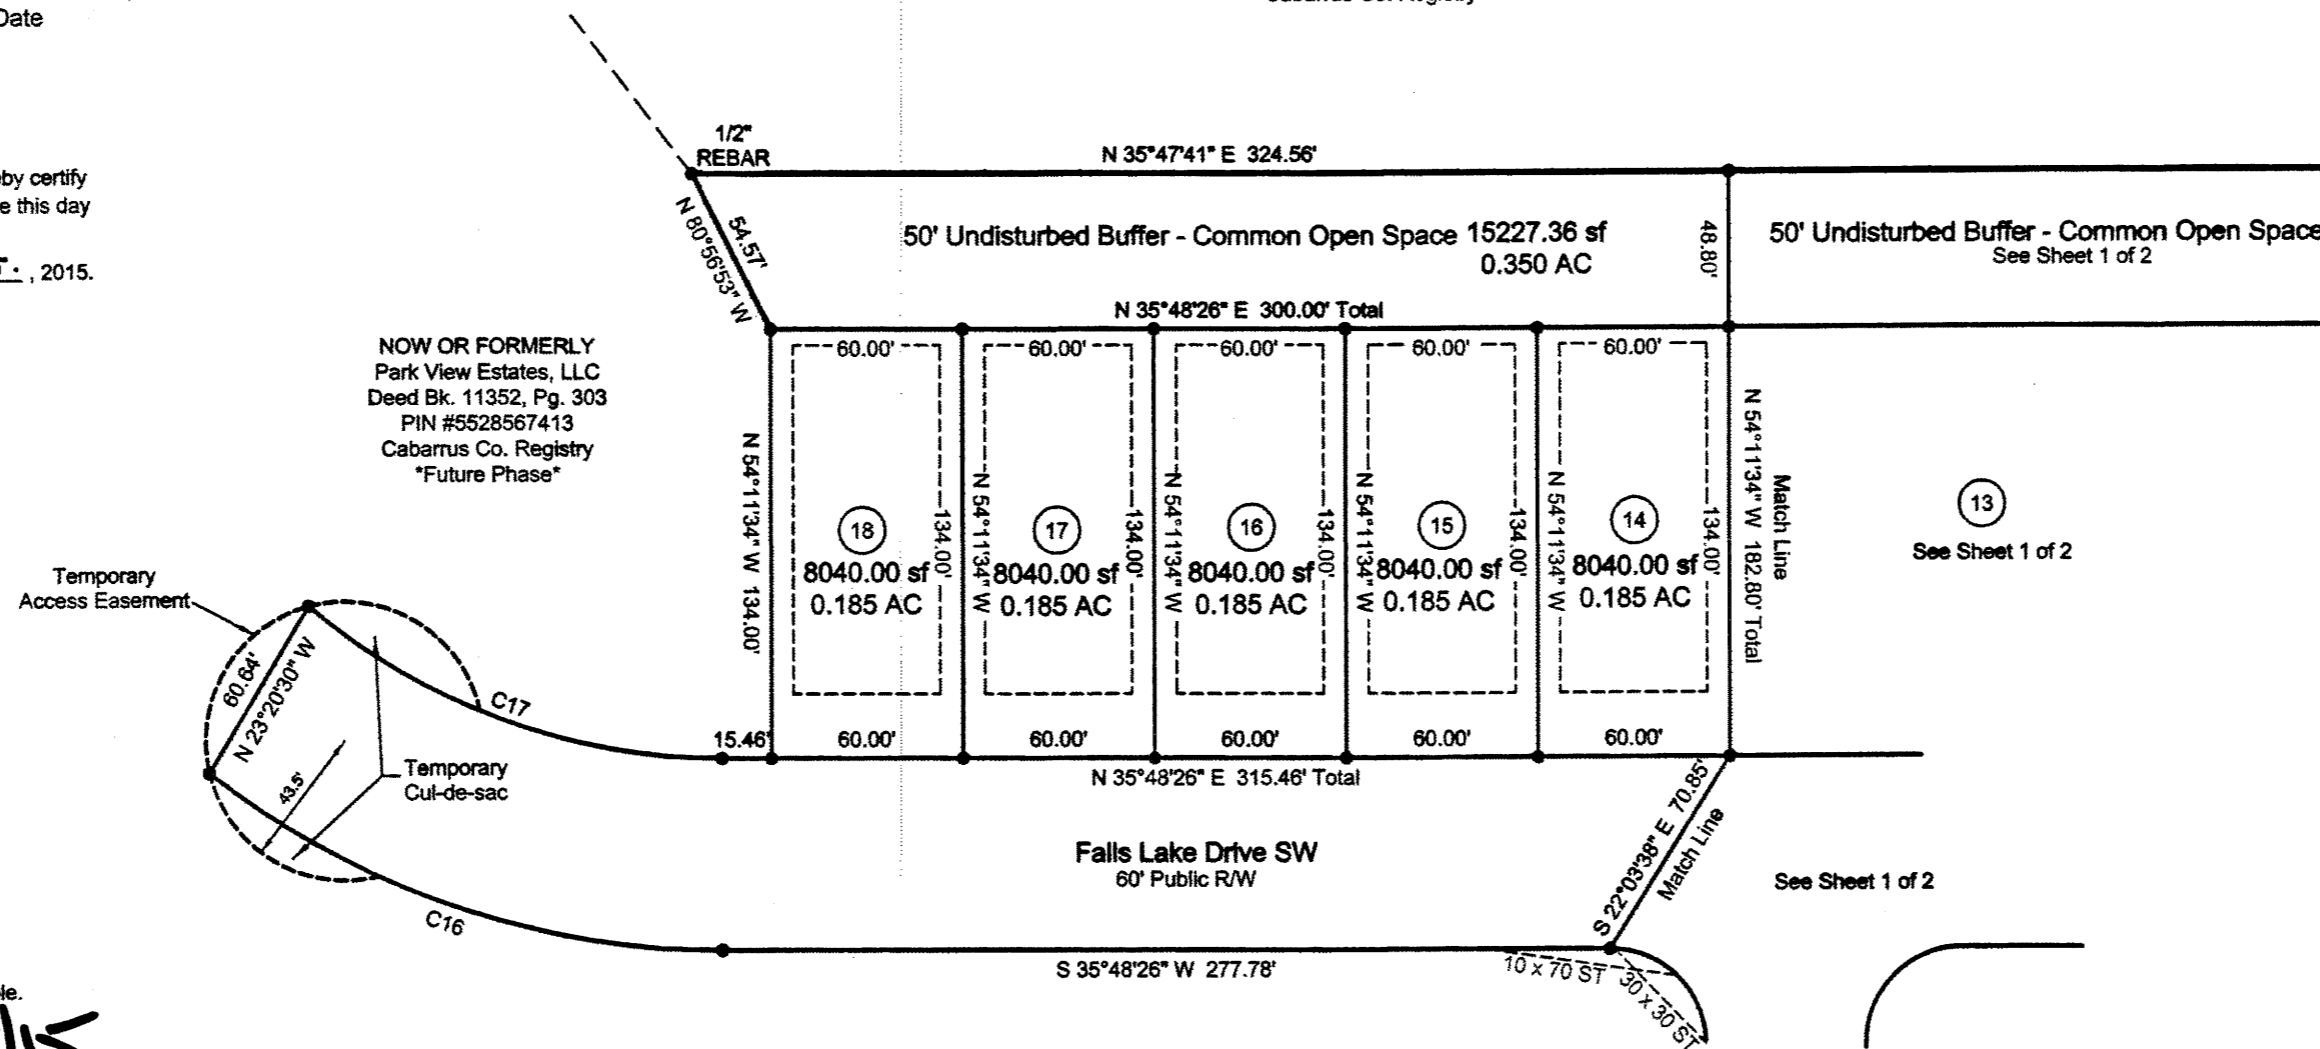 Date
eby certify
e this day
, 2015.
1/2"
REBAR
N 35°47'41" E 324.56'
N 80°56'53" W
54.57'
50' Undisturbed Buffer - Common Open Space 15227.36 sf
0.350 AC
48.80'
50' Undisturbed Buffer - Common Open Space
See Sheet 1 of 2
N 35°48'26" E 300.00' Total
NOW OR FORMERLY
Park View Estates, LLC
Deed Bk. 11352, Pg. 303
PIN #5528567413
Cabarrus Co. Registry
*Future Phase*
60.00'
60.00'
60.00'
60.00'
60.00'
N 54°11'34" W 134.00'
18
8040.00 sf
0.185 AC
134.00'
N 54°11'34" W
17
8040.00 sf
0.185 AC
134.00'
N 54°11'34" W
16
8040.00 sf
0.185 AC
134.00'
N 54°11'34" W
15
8040.00 sf
0.185 AC
134.00'
N 54°11'34" W
14
8040.00 sf
0.185 AC
134.00'
N 54°11'34" W 182.80' Total
Match Line
13
See Sheet 1 of 2
Temporary
Access Easement
60.64'
N 23°20'30" W
43.5'
C17
Temporary
Cul-de-sac
C16
15.46'
60.00'
60.00'
60.00'
60.00'
60.00'
N 35°48'26" E 315.46' Total
Falls Lake Drive SW
60' Public R/W
S 22°03'38" E 70.85'
Match Line
See Sheet 1 of 2
S 35°48'26" W 277.78'
10 x 70 ST
30 x 30 ST
le.